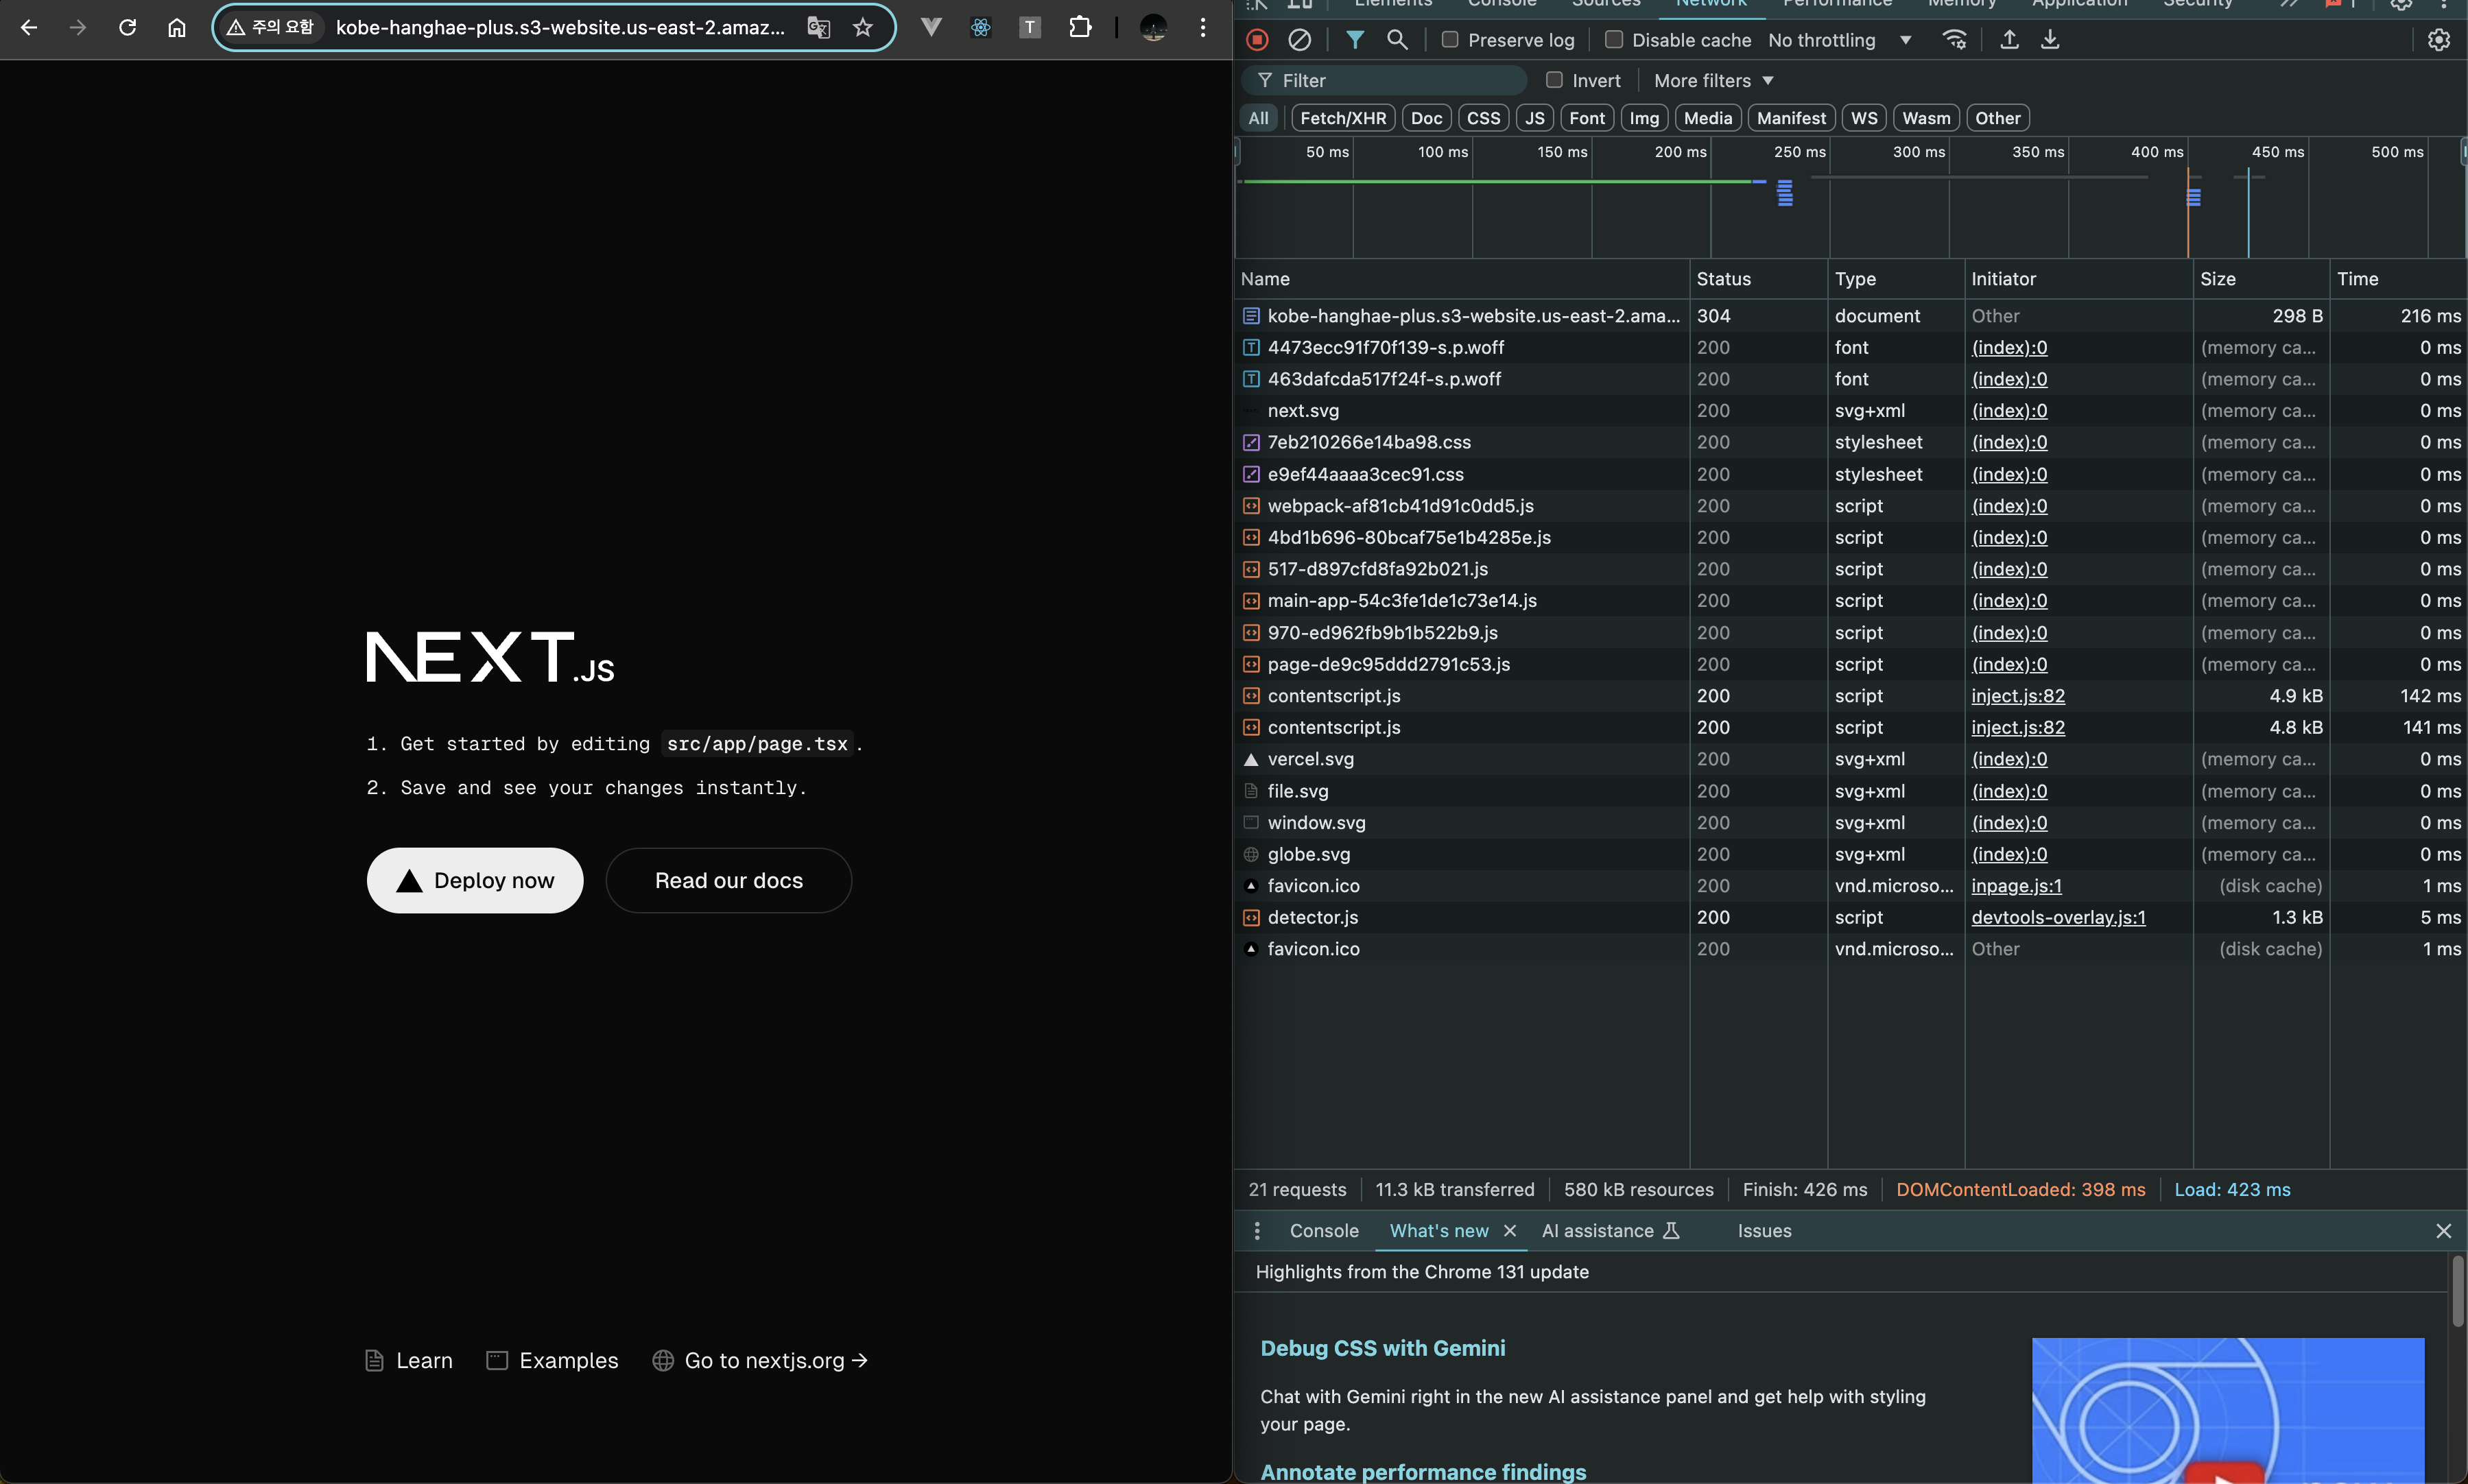 주의 요함
kobe-hanghae-plus.s3-website.us-east-2.amaz...
T
NEXT.JS
1. Get started by editing src/app/page.tsx.
2. Save and see your changes instantly.
Deploy now
Read our docs
Learn
Examples
Go to nextjs.org →
Elements Console Sources Network Performance Memory Application Security
Preserve log Disable cache No throttling
Filter Invert More filters
All Fetch/XHR Doc CSS JS Font Img Media Manifest WS Wasm Other
50 ms 100 ms 150 ms 200 ms 250 ms 300 ms 350 ms 400 ms 450 ms 500 ms
Name Status Type Initiator Size Time
kobe-hanghae-plus.s3-website.us-east-2.ama... 304 document Other 298 B 216 ms
4473ecc91f70f139-s.p.woff 200 font (index):0 (memory ca... 0 ms
463dafcda517f24f-s.p.woff 200 font (index):0 (memory ca... 0 ms
next.svg 200 svg+xml (index):0 (memory ca... 0 ms
7eb210266e14ba98.css 200 stylesheet (index):0 (memory ca... 0 ms
e9ef44aaaa3cec91.css 200 stylesheet (index):0 (memory ca... 0 ms
webpack-af81cb41d91c0dd5.js 200 script (index):0 (memory ca... 0 ms
4bd1b696-80bcaf75e1b4285e.js 200 script (index):0 (memory ca... 0 ms
517-d897cfd8fa92b021.js 200 script (index):0 (memory ca... 0 ms
main-app-54c3fe1de1c73e14.js 200 script (index):0 (memory ca... 0 ms
970-ed962fb9b1b522b9.js 200 script (index):0 (memory ca... 0 ms
page-de9c95ddd2791c53.js 200 script (index):0 (memory ca... 0 ms
contentscript.js 200 script inject.js:82 4.9 kB 142 ms
contentscript.js 200 script inject.js:82 4.8 kB 141 ms
vercel.svg 200 svg+xml (index):0 (memory ca... 0 ms
file.svg 200 svg+xml (index):0 (memory ca... 0 ms
window.svg 200 svg+xml (index):0 (memory ca... 0 ms
globe.svg 200 svg+xml (index):0 (memory ca... 0 ms
favicon.ico 200 vnd.microso... inpage.js:1 (disk cache) 1 ms
detector.js 200 script devtools-overlay.js:1 1.3 kB 5 ms
favicon.ico 200 vnd.microso... Other (disk cache) 1 ms
21 requests 11.3 kB transferred 580 kB resources Finish: 426 ms DOMContentLoaded: 398 ms Load: 423 ms
Console What's new AI assistance Issues
Highlights from the Chrome 131 update
Debug CSS with Gemini
Chat with Gemini right in the new AI assistance panel and get help with styling
your page.
Annotate performance findings